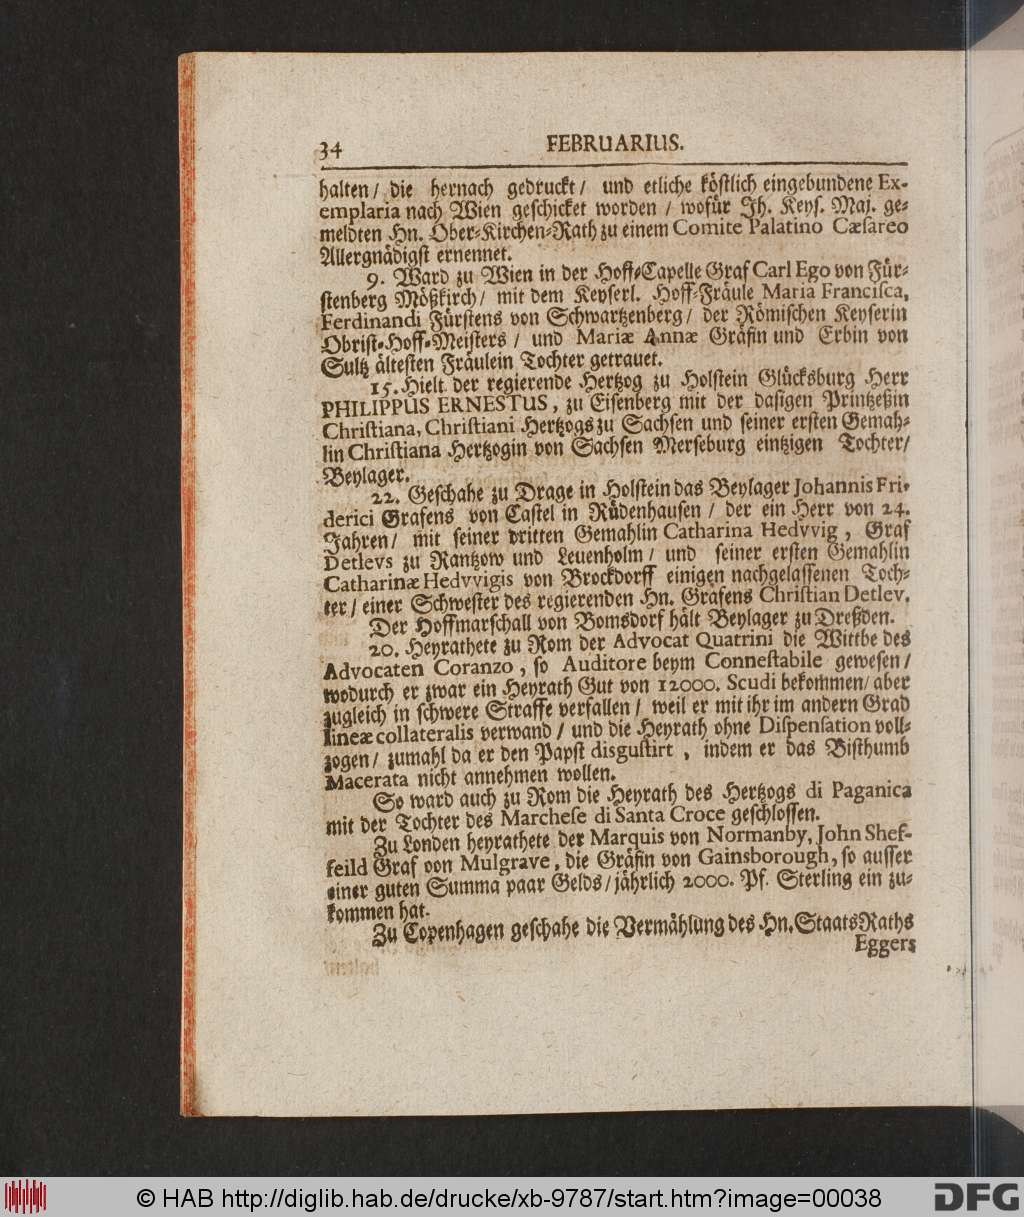 34 FEBRUARIUS.
halten/ die hernach gedruckt/ und etliche köstlich eingebundene Ex-
emplaria nach Wien geschicket worden / wofür Jh. Keys. Maj. ge-
meldten Hn. Ober-Kirchen-Rath zu einem Comite Palatino Cæsareo
Allergnädigst ernennet.
9. Ward zu Wien in der Hoff-Capelle Graf Carl Ego von Für-
stenberg Mößkirch/ mit dem Keyserl. Hoff-Fräule Maria Francisca,
Ferdinandi Fürstens von Schwartzenberg/ der Römischen Keyserin
Obrist-Hoff-Meisters / und Mariæ Annæ Gräfin und Erbin von
Sultz ältesten Fräulein Tochter getrauet.
15. Hielt der regierende Hertzog zu Holstein Glücksburg Herr
PHILIPPUS ERNESTUS, zu Eisenberg mit der dasigen Printzeßin
Christiana, Christiani Hertzogs zu Sachsen und seiner ersten Gemah-
lin Christiana Hertzogin von Sachsen Merseburg eintzigen Tochter/
Beylager.
22. Geschahe zu Drage in Holstein das Beylager Johannis Fri-
derici Grafens von Castel in Rüdenhausen / der ein Herr von 24.
Jahren/ mit seiner dritten Gemahlin Catharina Hedvvig, Graf
Detlevs zu Rantzow und Leuenholm/ und seiner ersten Gemahlin
Catharinæ Hedvvigis von Brockdorff einigen nachgelassenen Toch-
ter/ einer Schwester des regierenden Hn. Grafens Christian Detlev.
Der Hoffmarschall von Bomsdorf hält Beylager zu Dreßden.
20. Heyrathete zu Rom der Advocat Quatrini die Wittbe des
Advocaten Coranzo, so Auditore beym Connestabile gewesen/
wodurch er zwar ein Heyrath Gut von 12000. Scudi bekommen/ aber
zugleich in schwere Straffe verfallen / weil er mit ihr im andern Grad
lineæ collateralis verwand / und die Heyrath ohne Dispensation voll-
zogen/ zumahl da er den Papst disgustirt, indem er das Bisthumb
Macerata nicht annehmen wollen.
So ward auch zu Rom die Heyrath des Hertzogs di Paganica
mit der Tochter des Marchese di Santa Croce geschlossen.
Zu Londen heyrathete der Marquis von Normanby, John Shef-
feild Graf von Mulgrave, die Gräfin von Gainsborough, so ausser
einer guten Summa paar Gelds/ jährlich 2000. Pf. Sterling ein zu-
kommen hat.
Zu Copenhagen geschahe die Vermählung des Hn. StaatsRaths
Eggers
© HAB http://diglib.hab.de/drucke/xb-9787/start.htm?image=00038
DFG